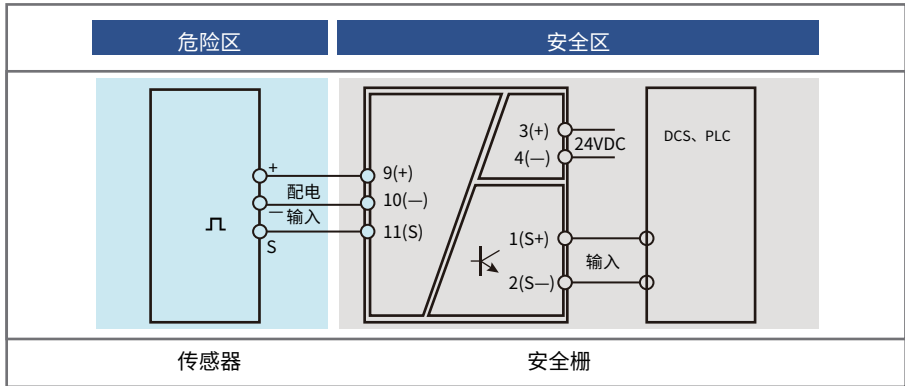 危险区
安全区
3(+)
24VDC
4(—)
DCS、PLC
+
配电
—
输入
S
9(+)
10(—)
11(S)
1(S+)
输入
2(S—)
传感器
安全栅